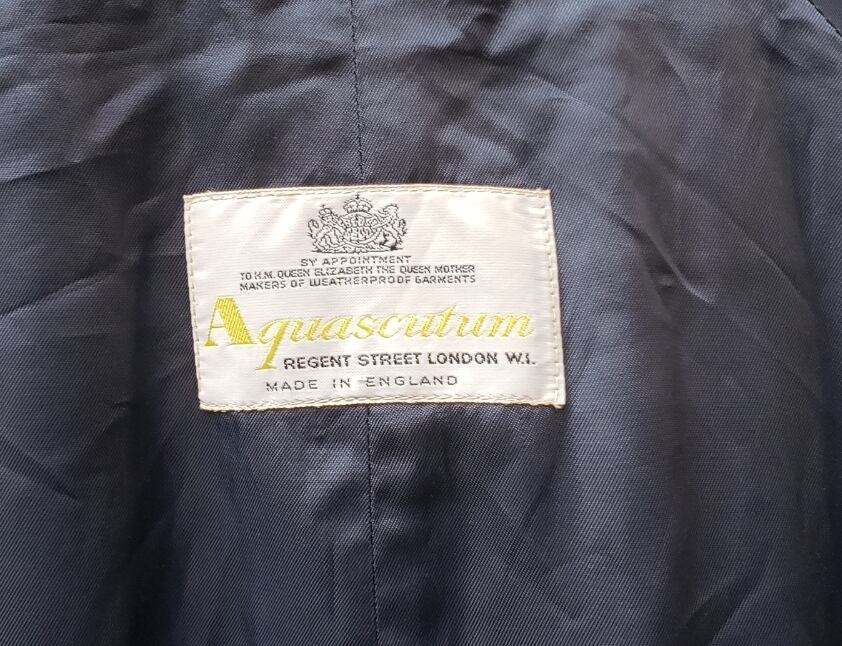 BY APPOINTMENT
TO H.M. QUEEN ELIZABETH THE QUEEN MOTHER
MAKERS OF WEATHERPROOF GARMENTS
Aquascutum
REGENT STREET LONDON W.1.
MADE IN ENGLAND